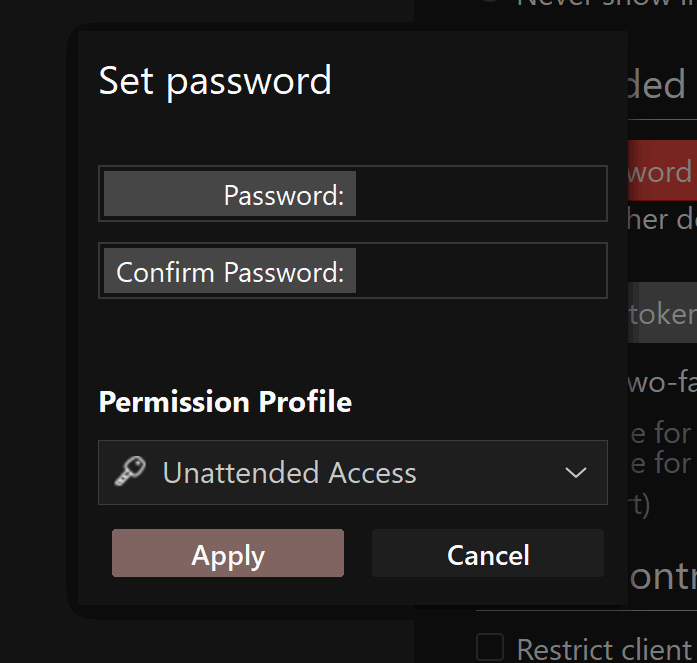 Never show in
Set password
ded
Password:
word
her de
Confirm Password:
token
wo-fa
Permission Profile
e for
e for
Unattended Access
rt)
Apply
Cancel
ontr
Restrict client